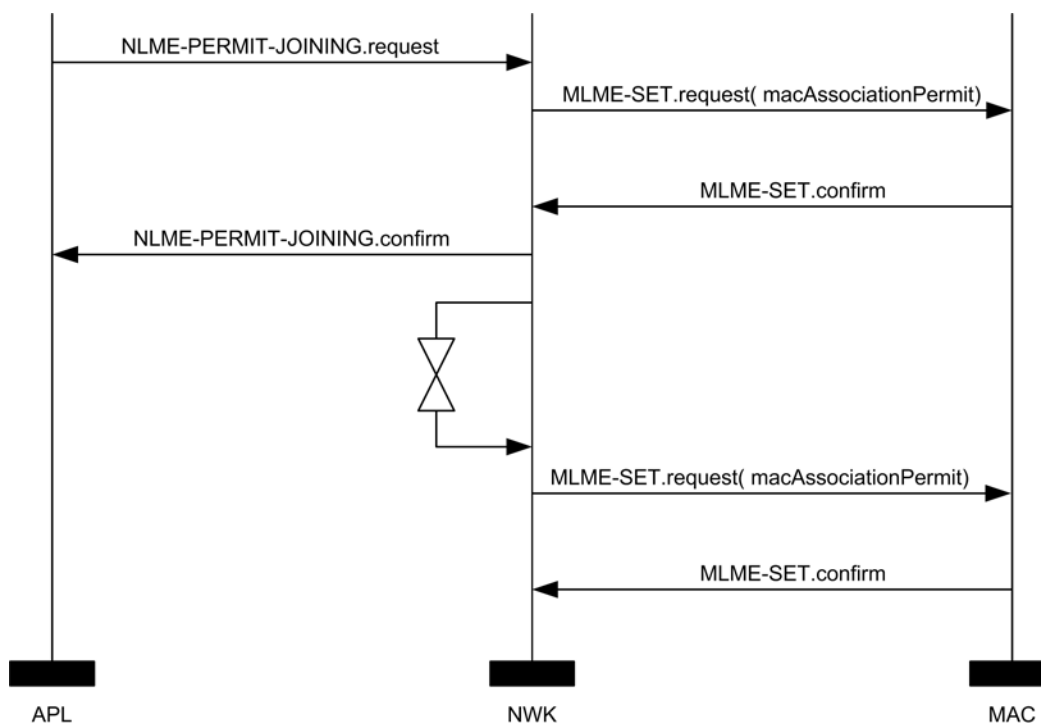 NLME-PERMIT-JOINING.request
MLME-SET.request( macAssociationPermit)
MLME-SET.confirm
NLME-PERMIT-JOINING.confirm
MLME-SET.request( macAssociationPermit)
MLME-SET.confirm
APL
NWK
MAC